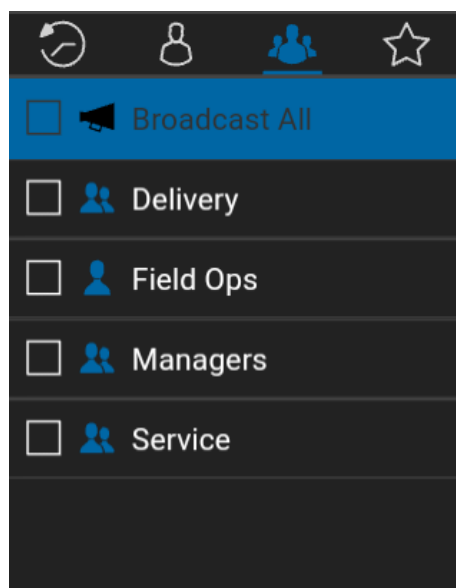 Broadcast All
Delivery
Field Ops
Managers
Service